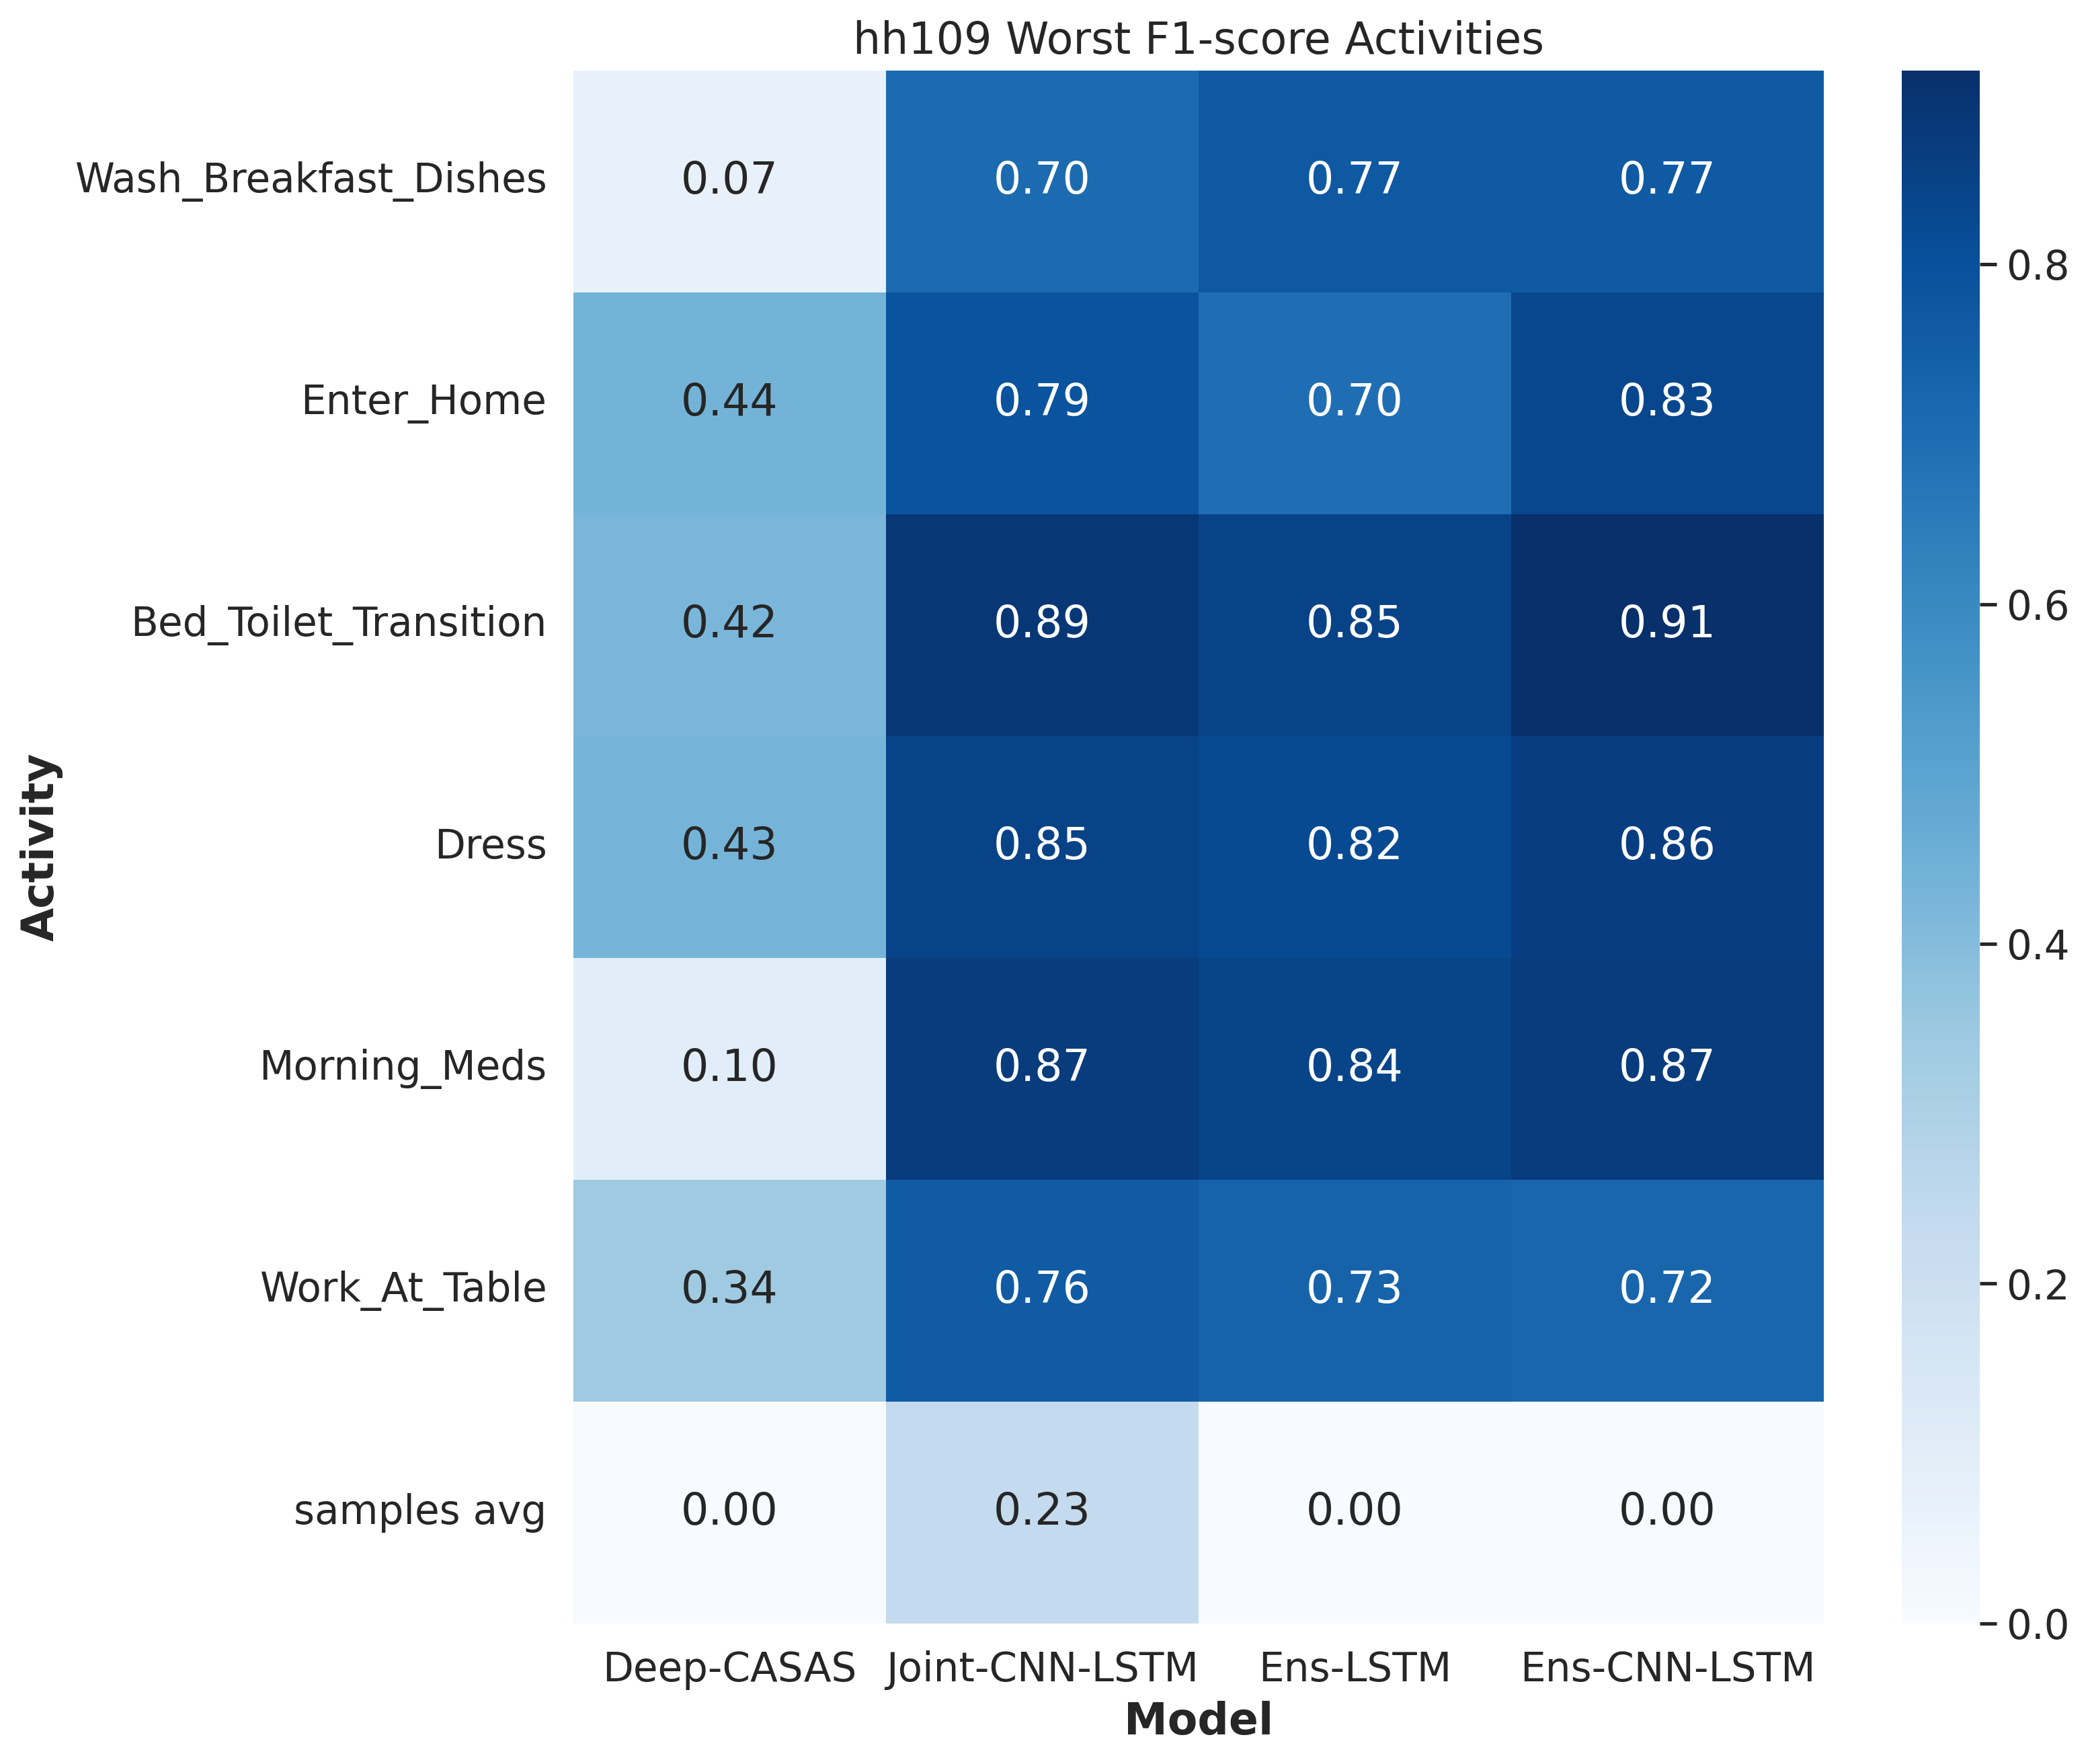 hh109 Worst F1-score Activities
Wash_Breakfast_Dishes 0.07 0.70 0.77 0.77
Enter_Home 0.44 0.79 0.70 0.83
Bed_Toilet_Transition 0.42 0.89 0.85 0.91
Dress 0.43 0.85 0.82 0.86
Morning_Meds 0.10 0.87 0.84 0.87
Work_At_Table 0.34 0.76 0.73 0.72
samples avg 0.00 0.23 0.00 0.00
Deep-CASAS Joint-CNN-LSTM Ens-LSTM Ens-CNN-LSTM
Model
Activity
0.8
0.6
0.4
0.2
0.0